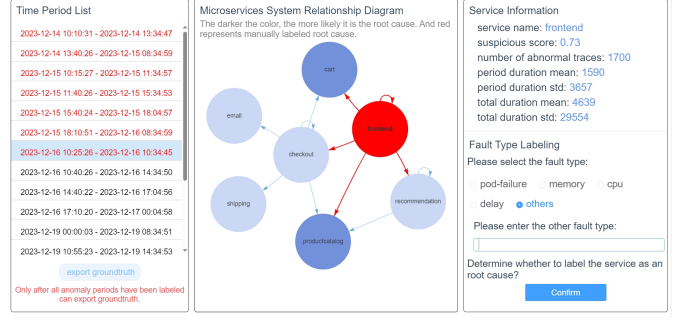 Time Period List
2023-12-14 10:10:31 - 2023-12-14 13:34:47
2023-12-14 13:40:26 - 2023-12-15 08:34:59
2023-12-15 10:15:27 - 2023-12-15 11:34:57
2023-12-15 11:40:26 - 2023-12-15 15:34:53
2023-12-15 15:40:24 - 2023-12-15 18:04:57
2023-12-15 18:10:51 - 2023-12-16 08:34:59
2023-12-16 10:25:26 - 2023-12-16 10:34:45
2023-12-16 10:40:26 - 2023-12-16 14:34:50
2023-12-16 14:40:22 - 2023-12-16 17:04:56
2023-12-16 17:10:20 - 2023-12-17 00:04:58
2023-12-19 00:00:03 - 2023-12-19 08:34:51
2023-12-19 10:55:23 - 2023-12-19 14:34:53
export groundtruth
Only after all anomaly periods have been labeled
can export groundtruth.
Microservices System Relationship Diagram
The darker the color, the more likely it is the root cause. And red
represents manually labeled root cause.
cart
email
frontend
checkout
shipping
recommendation
productcatalog
Service Information
service name: frontend
suspicious score: 0.73
number of abnormal traces: 1700
period duration mean: 1590
period duration std: 3657
total duration mean: 4639
total duration std: 29554
Fault Type Labeling
Please select the fault type:
pod-failure memory cpu
delay others
Please enter the other fault type:
Determine whether to label the service as an
root cause?
Confirm